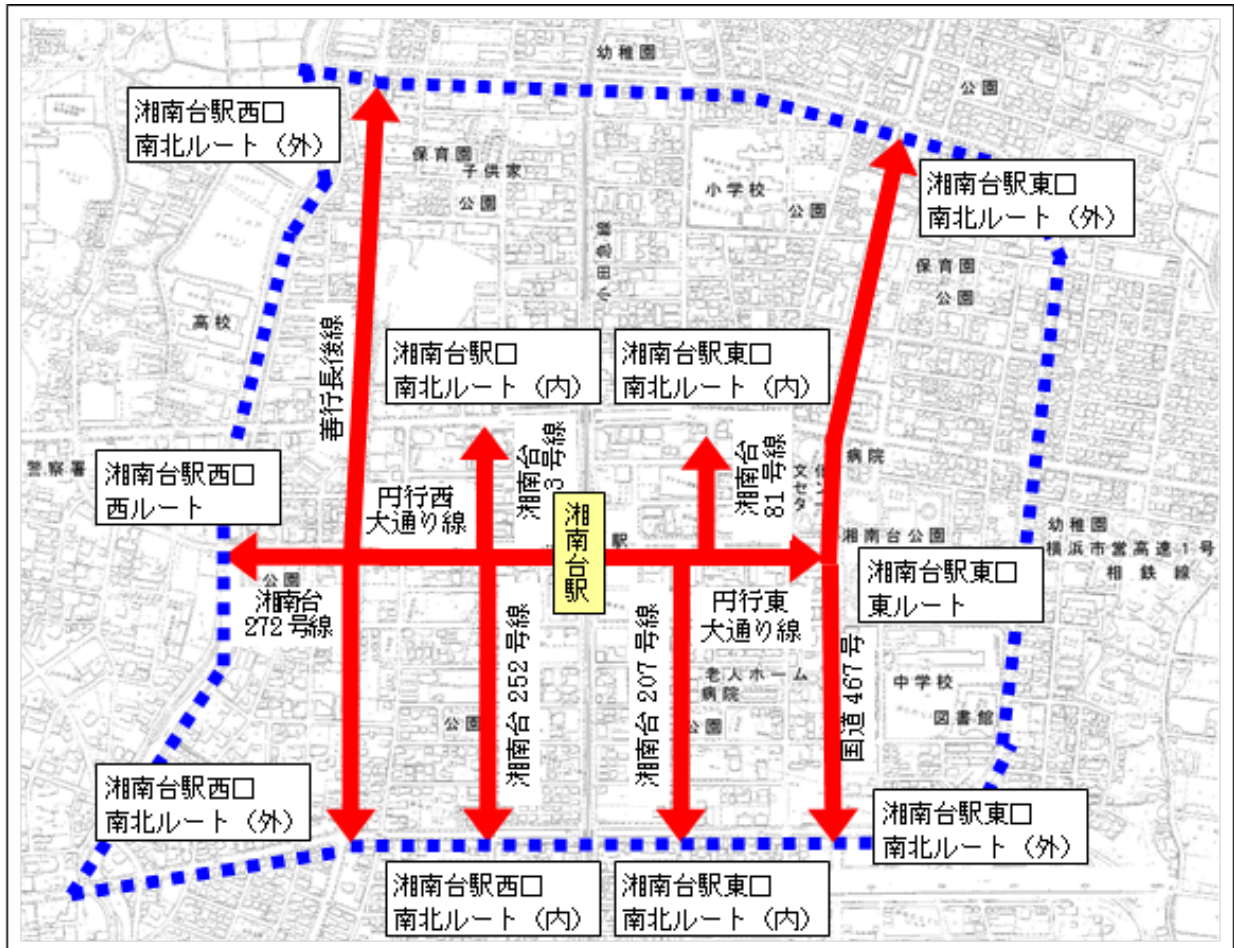 幼稚園
公園
湘南台駅西口
南北ルート（外）
保育園
子供家
公園
小学校
公園
湘南台駅東口
南北ルート（外）
小田急線
保育園
公園
高校
善行長後線
湘南台駅口
南北ルート（内）
湘南台駅東口
南北ルート（内）
警察署
湘南台駅西口
西ルート
円行西
大通り線
湘南台
3号線
湘南台駅
駅
湘南台
81号線
文化
センタ
病院
湘南台公園
幼稚園
横浜市営高速1号
相鉄線
公園
湘南台
272号線
湘南台駅東口
東ルート
円行東
大通り線
湘南台252号線
湘南台207号線
老人ホーム
病院
公園
公園
国道467号
中学校
図書館
湘南台駅西口
南北ルート（外）
湘南台駅東口
南北ルート（外）
湘南台駅西口
南北ルート（内）
湘南台駅東口
南北ルート（内）